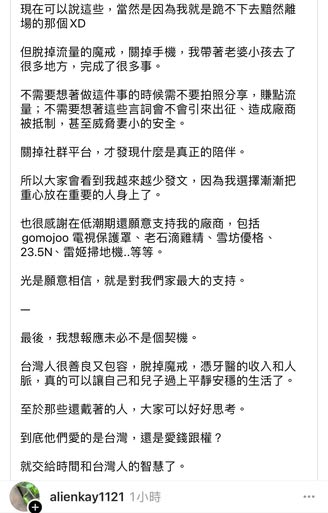 現在可以說這些，當然是因為我就是跪不下去黯然離
場的那個XD
但脫掉流量的魔戒，關掉手機，我帶著老婆小孩去了
很多地方，完成了很多事。
不需要想著做這件事的時候需不要拍照分享，賺點流
量；不需要想著這些言詞會不會引來出征、造成廠商
被抵制，甚至威脅妻小的安全。
關掉社群平台，才發現什麼是真正的陪伴。
所以大家會看到我越來越少發文，因為我選擇漸漸把
重心放在重要的人身上了。
也很感謝在低潮期還願意支持我的廠商，包括
gomojoo 電視保護罩、老石滴雞精、雪坊優格、
23.5N、雷姬掃地機..等等。
光是願意相信，就是對我們家最大的支持。
—
最後，我想報應未必不是個契機。
台灣人很善良又包容，脫掉魔戒，憑牙醫的收入和人
脈，真的可以讓自己和兒子過上平靜安穩的生活了。
至於那些還戴著的人，大家可以好好思考。
到底他們愛的是台灣，還是愛錢跟權？
就交給時間和台灣人的智慧了。
alienkay1121 1小時